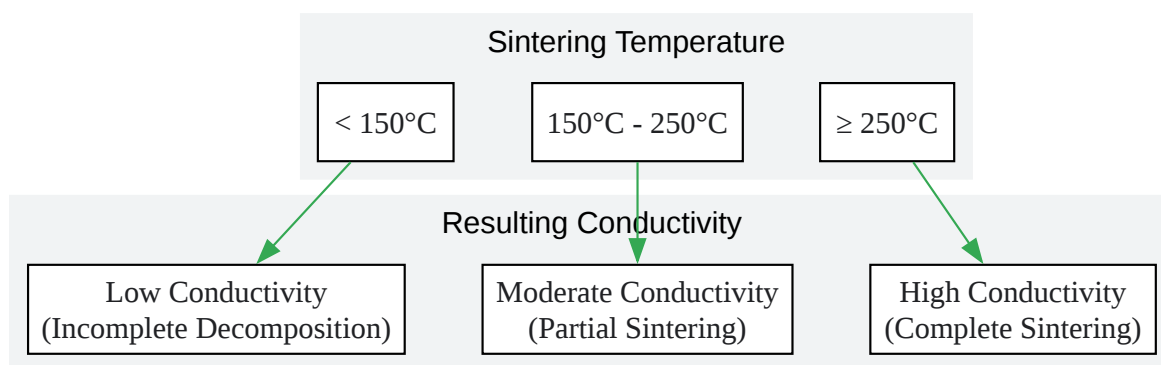 Sintering Temperature
< 150°C
150°C - 250°C
≥ 250°C
Resulting Conductivity
Low Conductivity
(Incomplete Decomposition)
Moderate Conductivity
(Partial Sintering)
High Conductivity
(Complete Sintering)